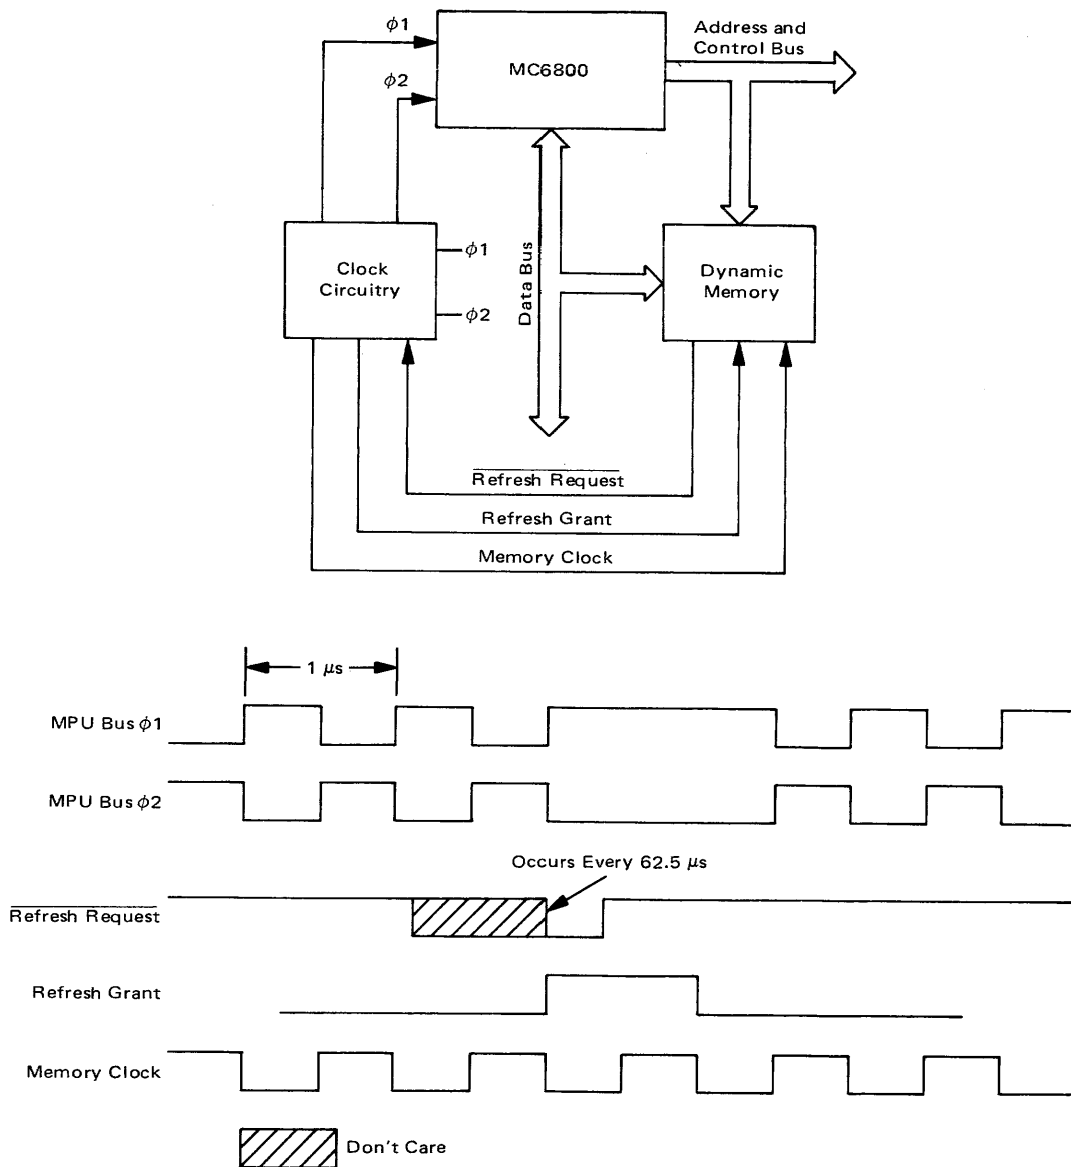 ϕ1
Address and
Control Bus
MC6800
ϕ2
ϕ1
Clock
Circuitry
ϕ2
Data Bus
Dynamic
Memory
Refresh Request
Refresh Grant
Memory Clock
1 μs
MPU Bus ϕ1
MPU Bus ϕ2
Occurs Every 62.5 μs
Refresh Request
Refresh Grant
Memory Clock
Don't Care